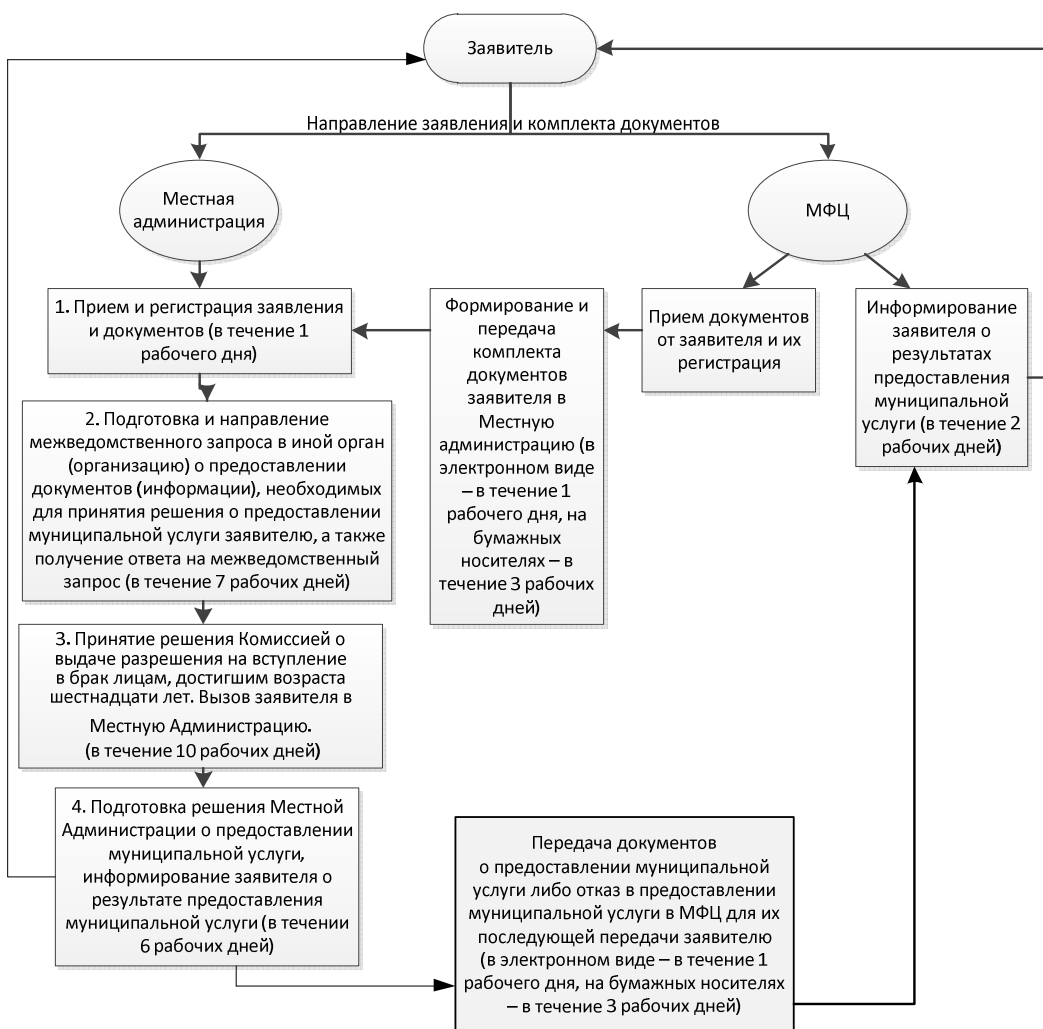 Заявитель
Направление заявления и комплекта документов
Местная
администрация
МФЦ
1. Прием и регистрация заявления
и документов (в течение 1
рабочего дня)
Формирование и
передача
комплекта
документов
заявителя в
Местную
администрацию (в
электронном виде
– в течение 1
рабочего дня, на
бумажных
носителях – в
течение 3 рабочих
дней)
Прием документов
от заявителя и их
регистрация
Информирование
заявителя о
результатах
предоставления
муниципальной
услуги (в течение 2
рабочих дней)
2. Подготовка и направление
межведомственного запроса в иной орган
(организацию) о предоставлении
документов (информации), необходимых
для принятия решения о предоставлении
муниципальной услуги заявителю, а также
получение ответа на межведомственный
запрос (в течение 7 рабочих дней)
3. Принятие решения Комиссией о
выдаче разрешения на вступление
в брак лицам, достигшим возраста
шестнадцати лет. Вызов заявителя в
Местную Администрацию.
(в течение 10 рабочих дней)
4. Подготовка решения Местной
Администрации о предоставлении
муниципальной услуги,
информирование заявителя о
результате предоставления
муниципальной услуги (в течении
6 рабочих дней)
Передача документов
о предоставлении муниципальной
услуги либо отказ в предоставлении
муниципальной услуги в МФЦ для их
последующей передачи заявителю
(в электронном виде – в течение 1
рабочего дня, на бумажных носителях
– в течение 3 рабочих дней)